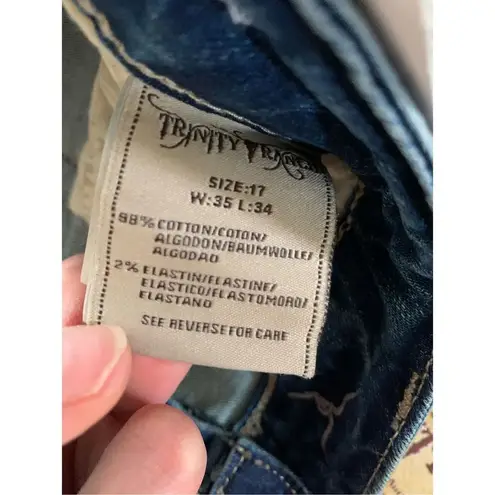 TRINITY RANCH
SIZE:17
W:35 L:34
98% COTTON/COTON/
ALGODON/BAUMWOLLE/
ALGODAO
2% ELASTIN/ELASTINE/
ELASTICO/ELASTOMORO/
ELASTANO
SEE REVERSE FOR CARE